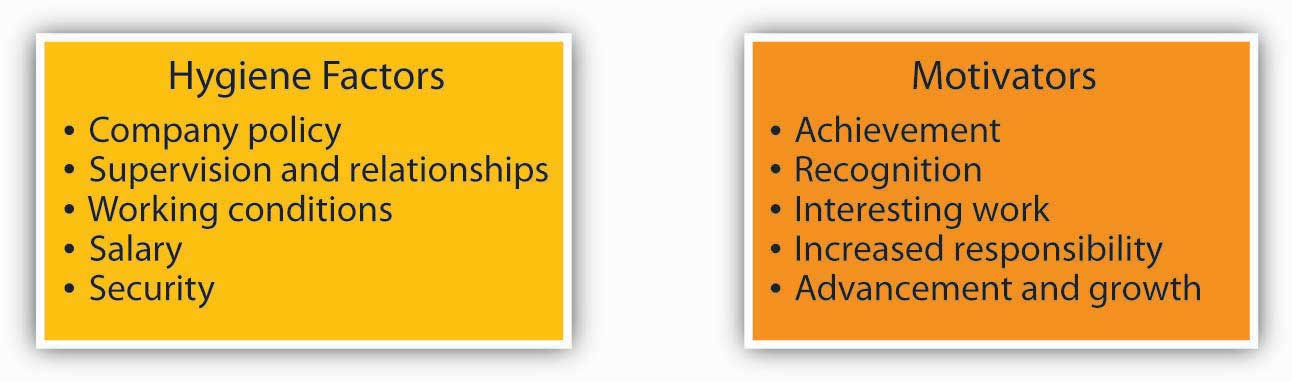 Hygiene Factors
• Company policy
• Supervision and relationships
• Working conditions
• Salary
• Security
Motivators
• Achievement
• Recognition
• Interesting work
• Increased responsibility
• Advancement and growth